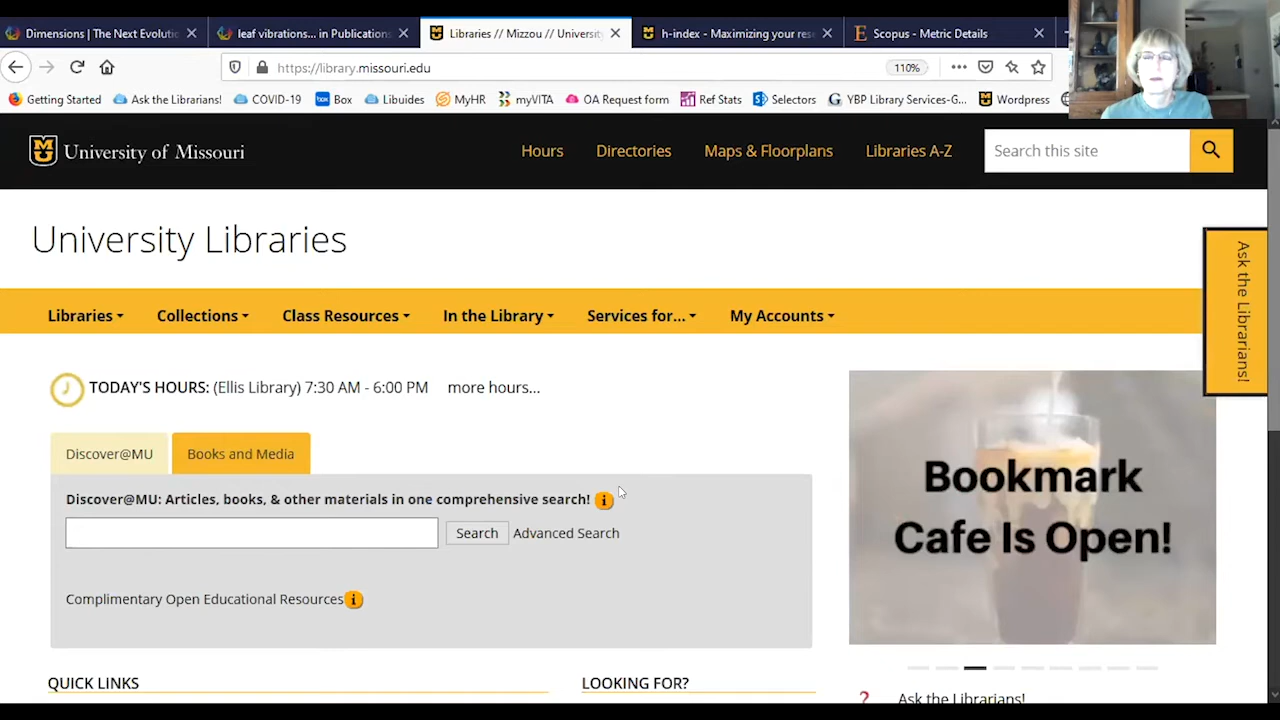 Dimensions | The Next Evolutio
leaf vibrations... in Publications
Libraries // Mizzou // University
h-index - Maximizing your rese
Scopus - Metric Details
https://library.missouri.edu
110%
Getting Started
Ask the Librarians!
COVID-19
Box
Libuides
MyHR
myVITA
OA Request form
Ref Stats
Selectors
YBP Library Services-G...
Wordpress
University of Missouri
Hours
Directories
Maps & Floorplans
Libraries A-Z
Search this site
University Libraries
Ask the Librarians!
Libraries
Collections
Class Resources
In the Library
Services for...
My Accounts
TODAY'S HOURS: (Ellis Library) 7:30 AM - 6:00 PM more hours...
Discover@MU
Books and Media
Discover@MU: Articles, books, & other materials in one comprehensive search!
Search
Advanced Search
Complimentary Open Educational Resources
Bookmark
Cafe Is Open!
QUICK LINKS
LOOKING FOR?
Ask the Librarians!